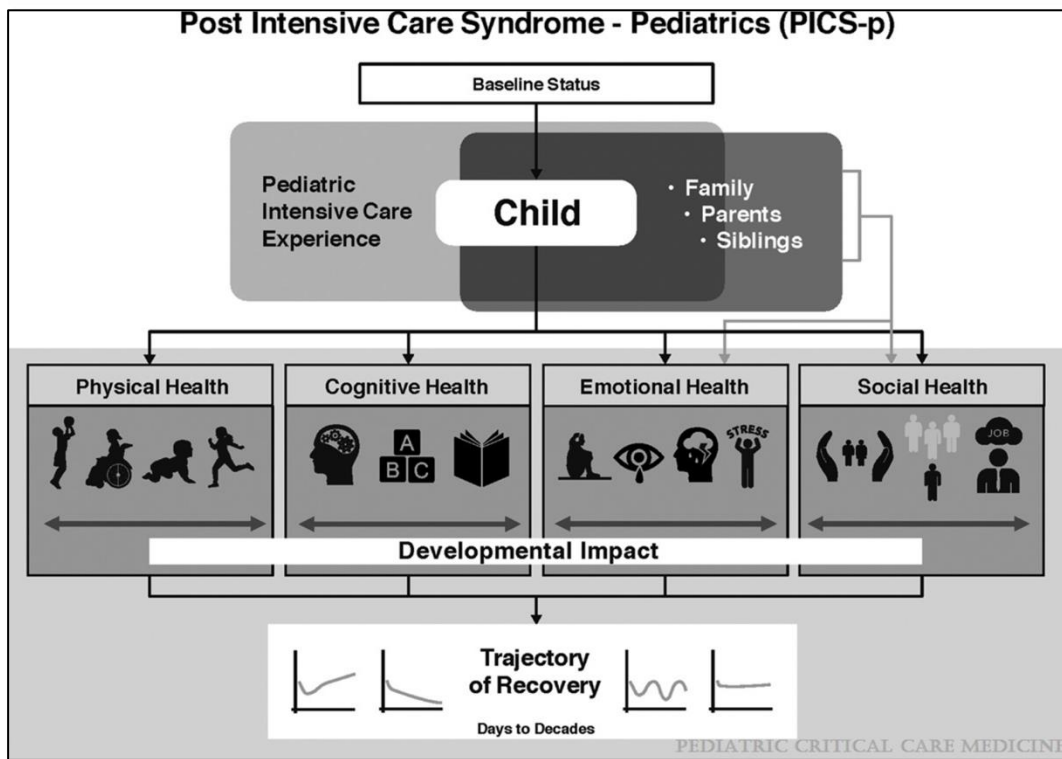 Post Intensive Care Syndrome - Pediatrics (PICS-p)
Baseline Status
Pediatric
Intensive Care
Experience
Child
• Family
• Parents
• Siblings
Physical Health
Cognitive Health
Emotional Health
Social Health
A
B C
STRESS
JOB
Developmental Impact
Trajectory
of Recovery
Days to Decades
PEDIATRIC CRITICAL CARE MEDICINE